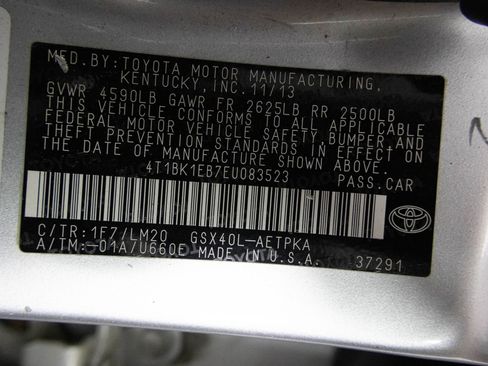 MFD. BY: TOYOTA MOTOR MANUFACTURING,
KENTUCKY, INC. 11/13
GVWR 4590LB GAWR FR 2625LB RR 2500LB
THIS VEHICLE CONFORMS TO ALL APPLICABLE
FEDERAL MOTOR VEHICLE SAFETY, BUMPER AND
THEFT PREVENTION STANDARDS IN EFFECT ON
THE DATE OF MANUFACTURE SHOWN ABOVE.
4T1BK1EB7EU083523 PASS.CAR
C/TR:1F7/LM20 GSX40L-AETPKA
A/TM:-01A/U660E MADE IN U.S.A. 37291
TOYOTA